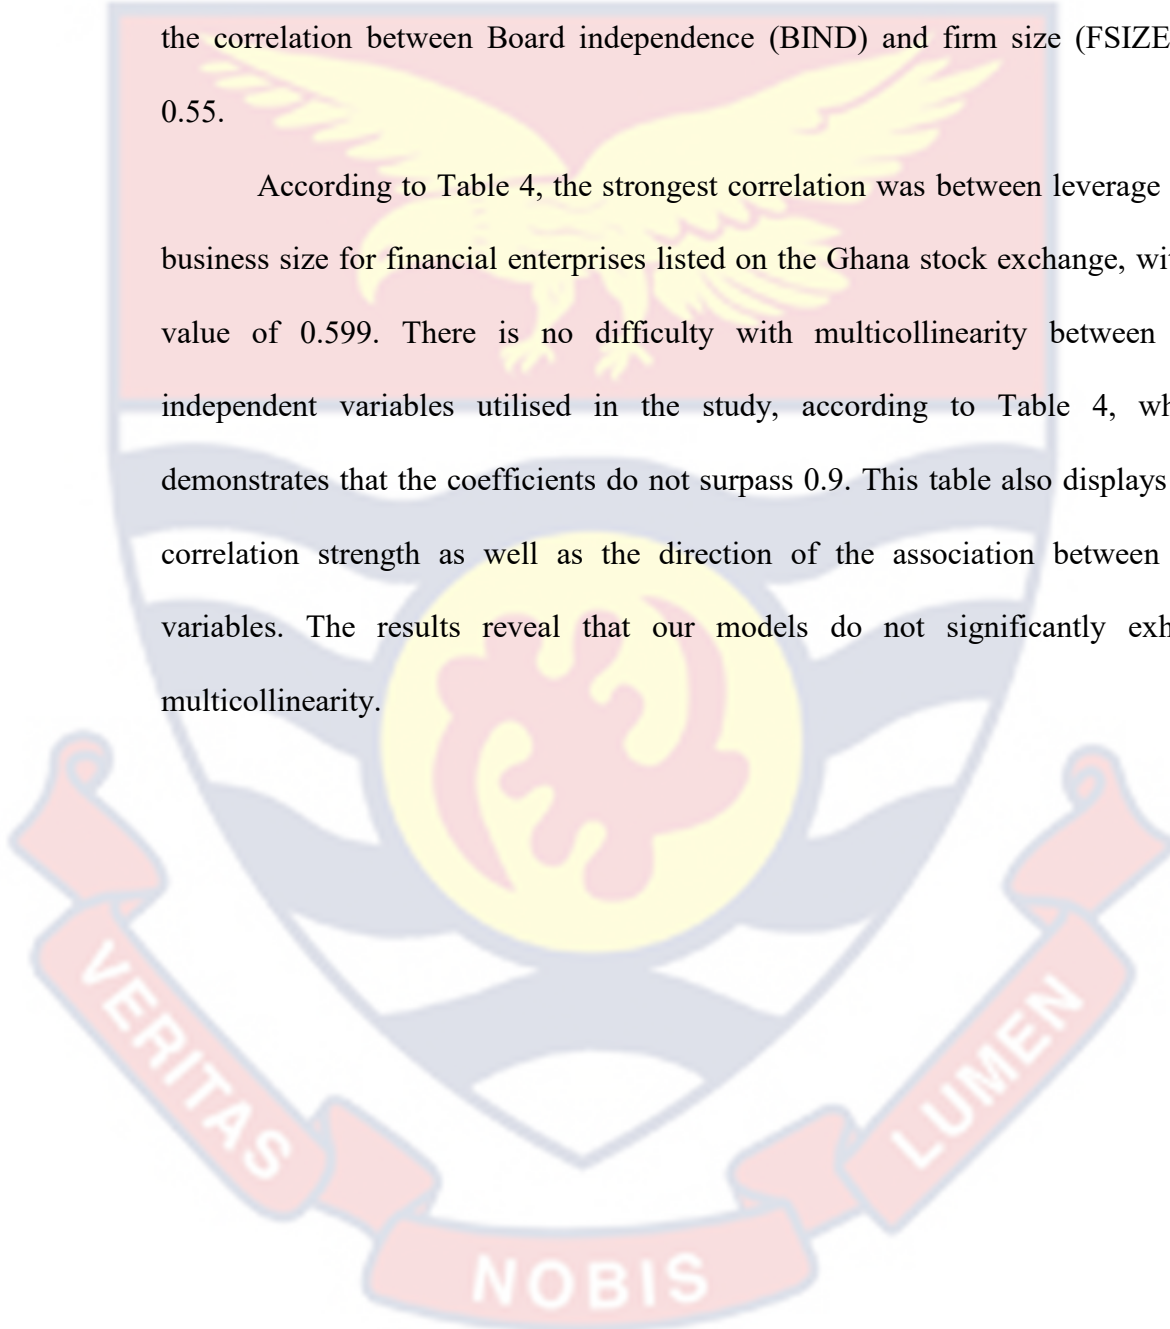 the correlation between Board independence (BIND) and firm size (FSIZE
0.55.
According to Table 4, the strongest correlation was between leverage
business size for financial enterprises listed on the Ghana stock exchange, wit
value of 0.599. There is no difficulty with multicollinearity between
independent variables utilised in the study, according to Table 4, wh
demonstrates that the coefficients do not surpass 0.9. This table also displays
correlation strength as well as the direction of the association between
variables. The results reveal that our models do not significantly exh
multicollinearity.
VERITAS
NOBIS
LUMEN